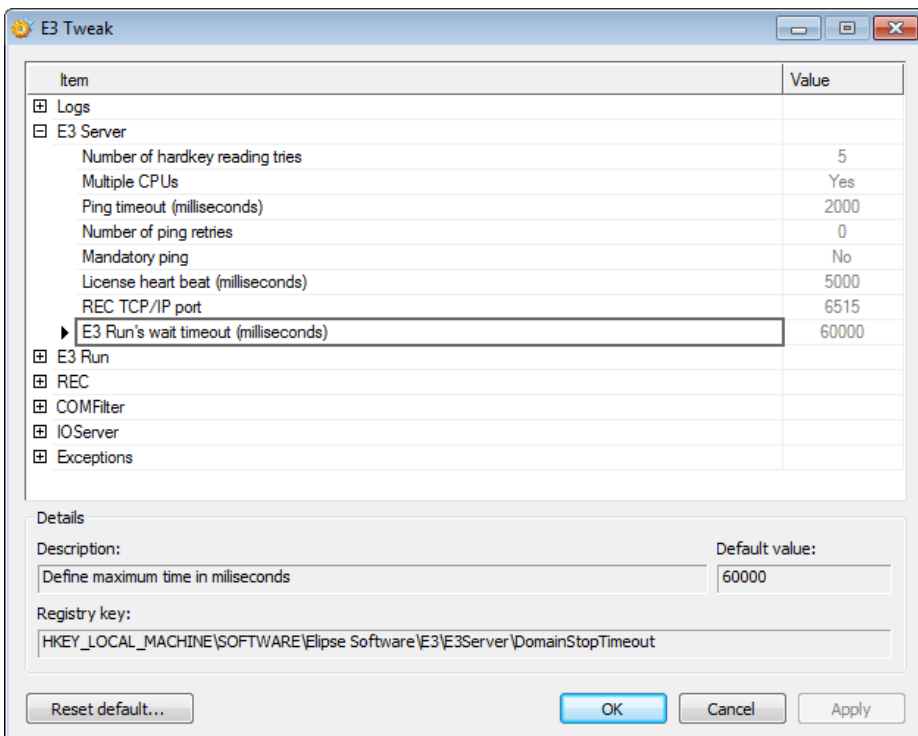 E3 Tweak
Item Value
Logs
E3 Server
Number of hardkey reading tries 5
Multiple CPUs Yes
Ping timeout (milliseconds) 2000
Number of ping retries 0
Mandatory ping No
License heart beat (milliseconds) 5000
REC TCP/IP port 6515
E3 Run's wait timeout (milliseconds) 60000
E3 Run
REC
COMFilter
IOServer
Exceptions
Details
Description: Default value:
Define maximum time in miliseconds 60000
Registry key:
HKEY_LOCAL_MACHINE\SOFTWARE\Elipse Software\E3\E3Server\DomainStopTimeout
Reset default... OK Cancel Apply